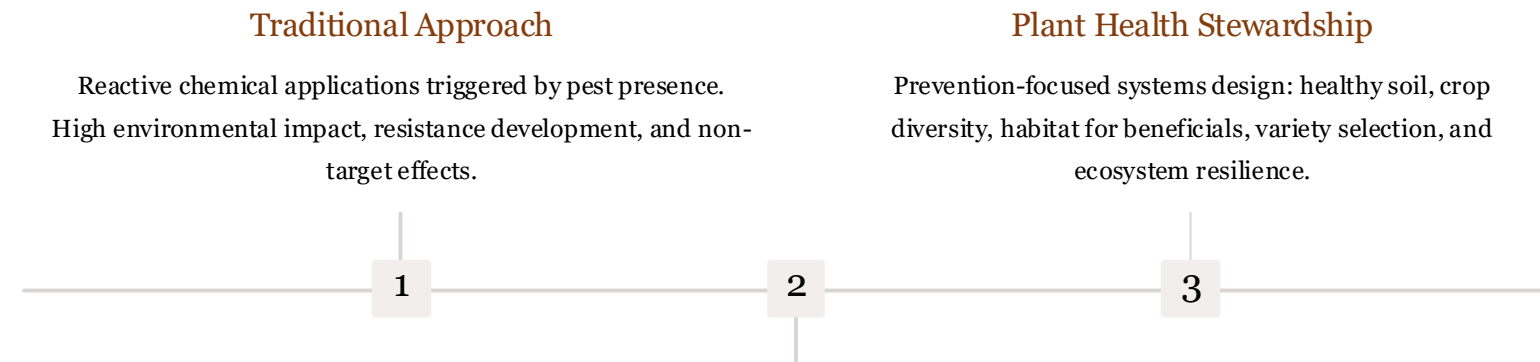 Traditional Approach
Reactive chemical applications triggered by pest presence.
High environmental impact, resistance development, and non-
target effects.
Plant Health Stewardship
Prevention-focused systems design: healthy soil, crop
diversity, habitat for beneficials, variety selection, and
ecosystem resilience.
1
2
3